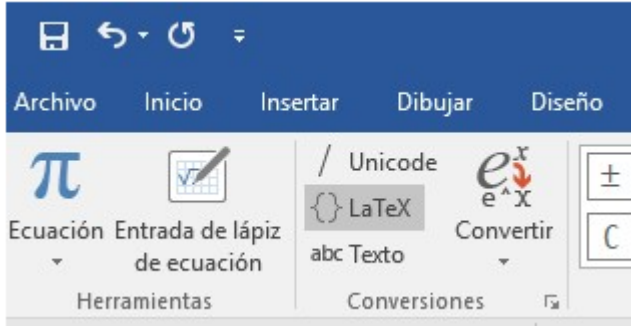 Archivo Inicio Insertar Dibujar Diseño
π
Ecuación
Entrada de lápiz
de ecuación
Herramientas
/ Unicode
{} LaTeX
abc Texto
e^x
Convertir
Conversiones
±